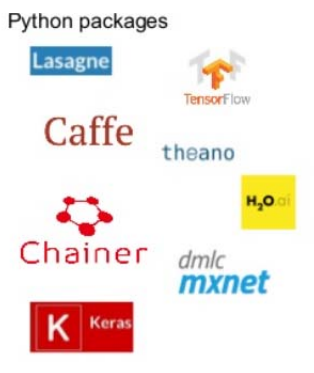 Python packages
Lasagne
TensorFlow
Caffe
theano
H₂O.ai
Chainer
dmlc
mxnet
K Keras